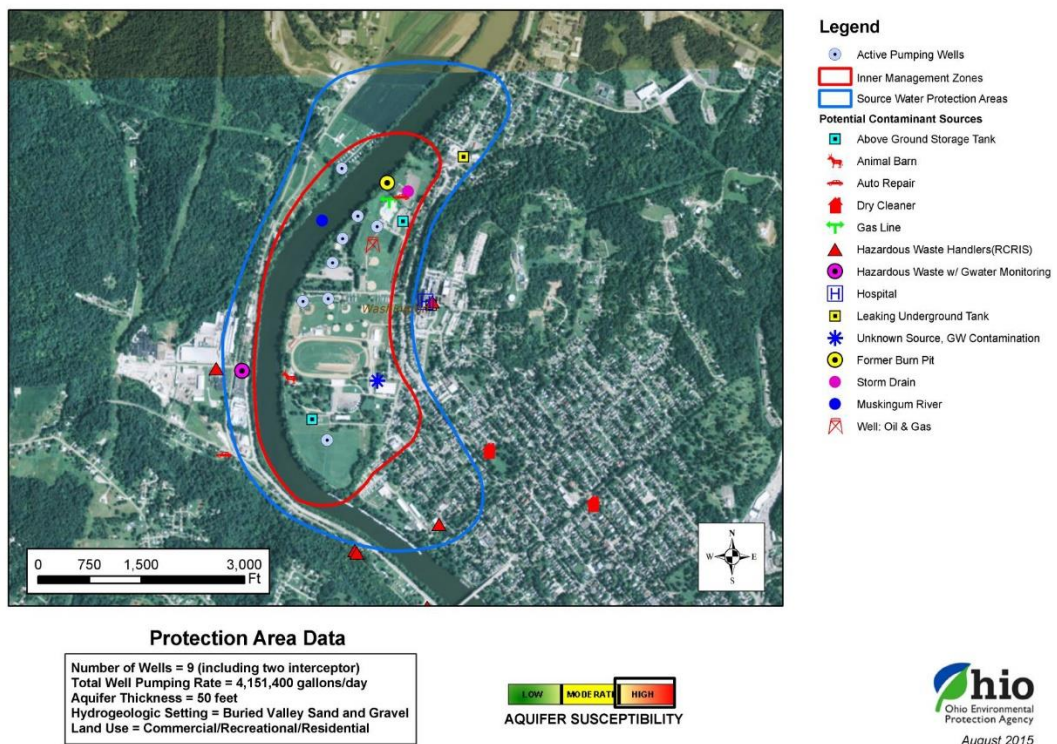 Legend
Active Pumping Wells
Inner Management Zones
Source Water Protection Areas
Potential Contaminant Sources
Above Ground Storage Tank
Animal Barn
Auto Repair
Dry Cleaner
Gas Line
Hazardous Waste Handlers(RCRIS)
Hazardous Waste w/ Gwater Monitoring
H
Hospital
Leaking Underground Tank
Unknown Source, GW Contamination
Former Burn Pit
Storm Drain
Muskingum River
Well: Oil & Gas
H
N
W E
S
0 750 1,500 3,000
Ft
Protection Area Data
Number of Wells = 9 (including two interceptor)
Total Well Pumping Rate = 4,151,400 gallons/day
Aquifer Thickness = 50 feet
Hydrogeologic Setting = Buried Valley Sand and Gravel
Land Use = Commercial/Recreational/Residential
LOW MODERATE HIGH
AQUIFER SUSCEPTIBILITY
Ohio
Ohio Environmental
Protection Agency
August 2015